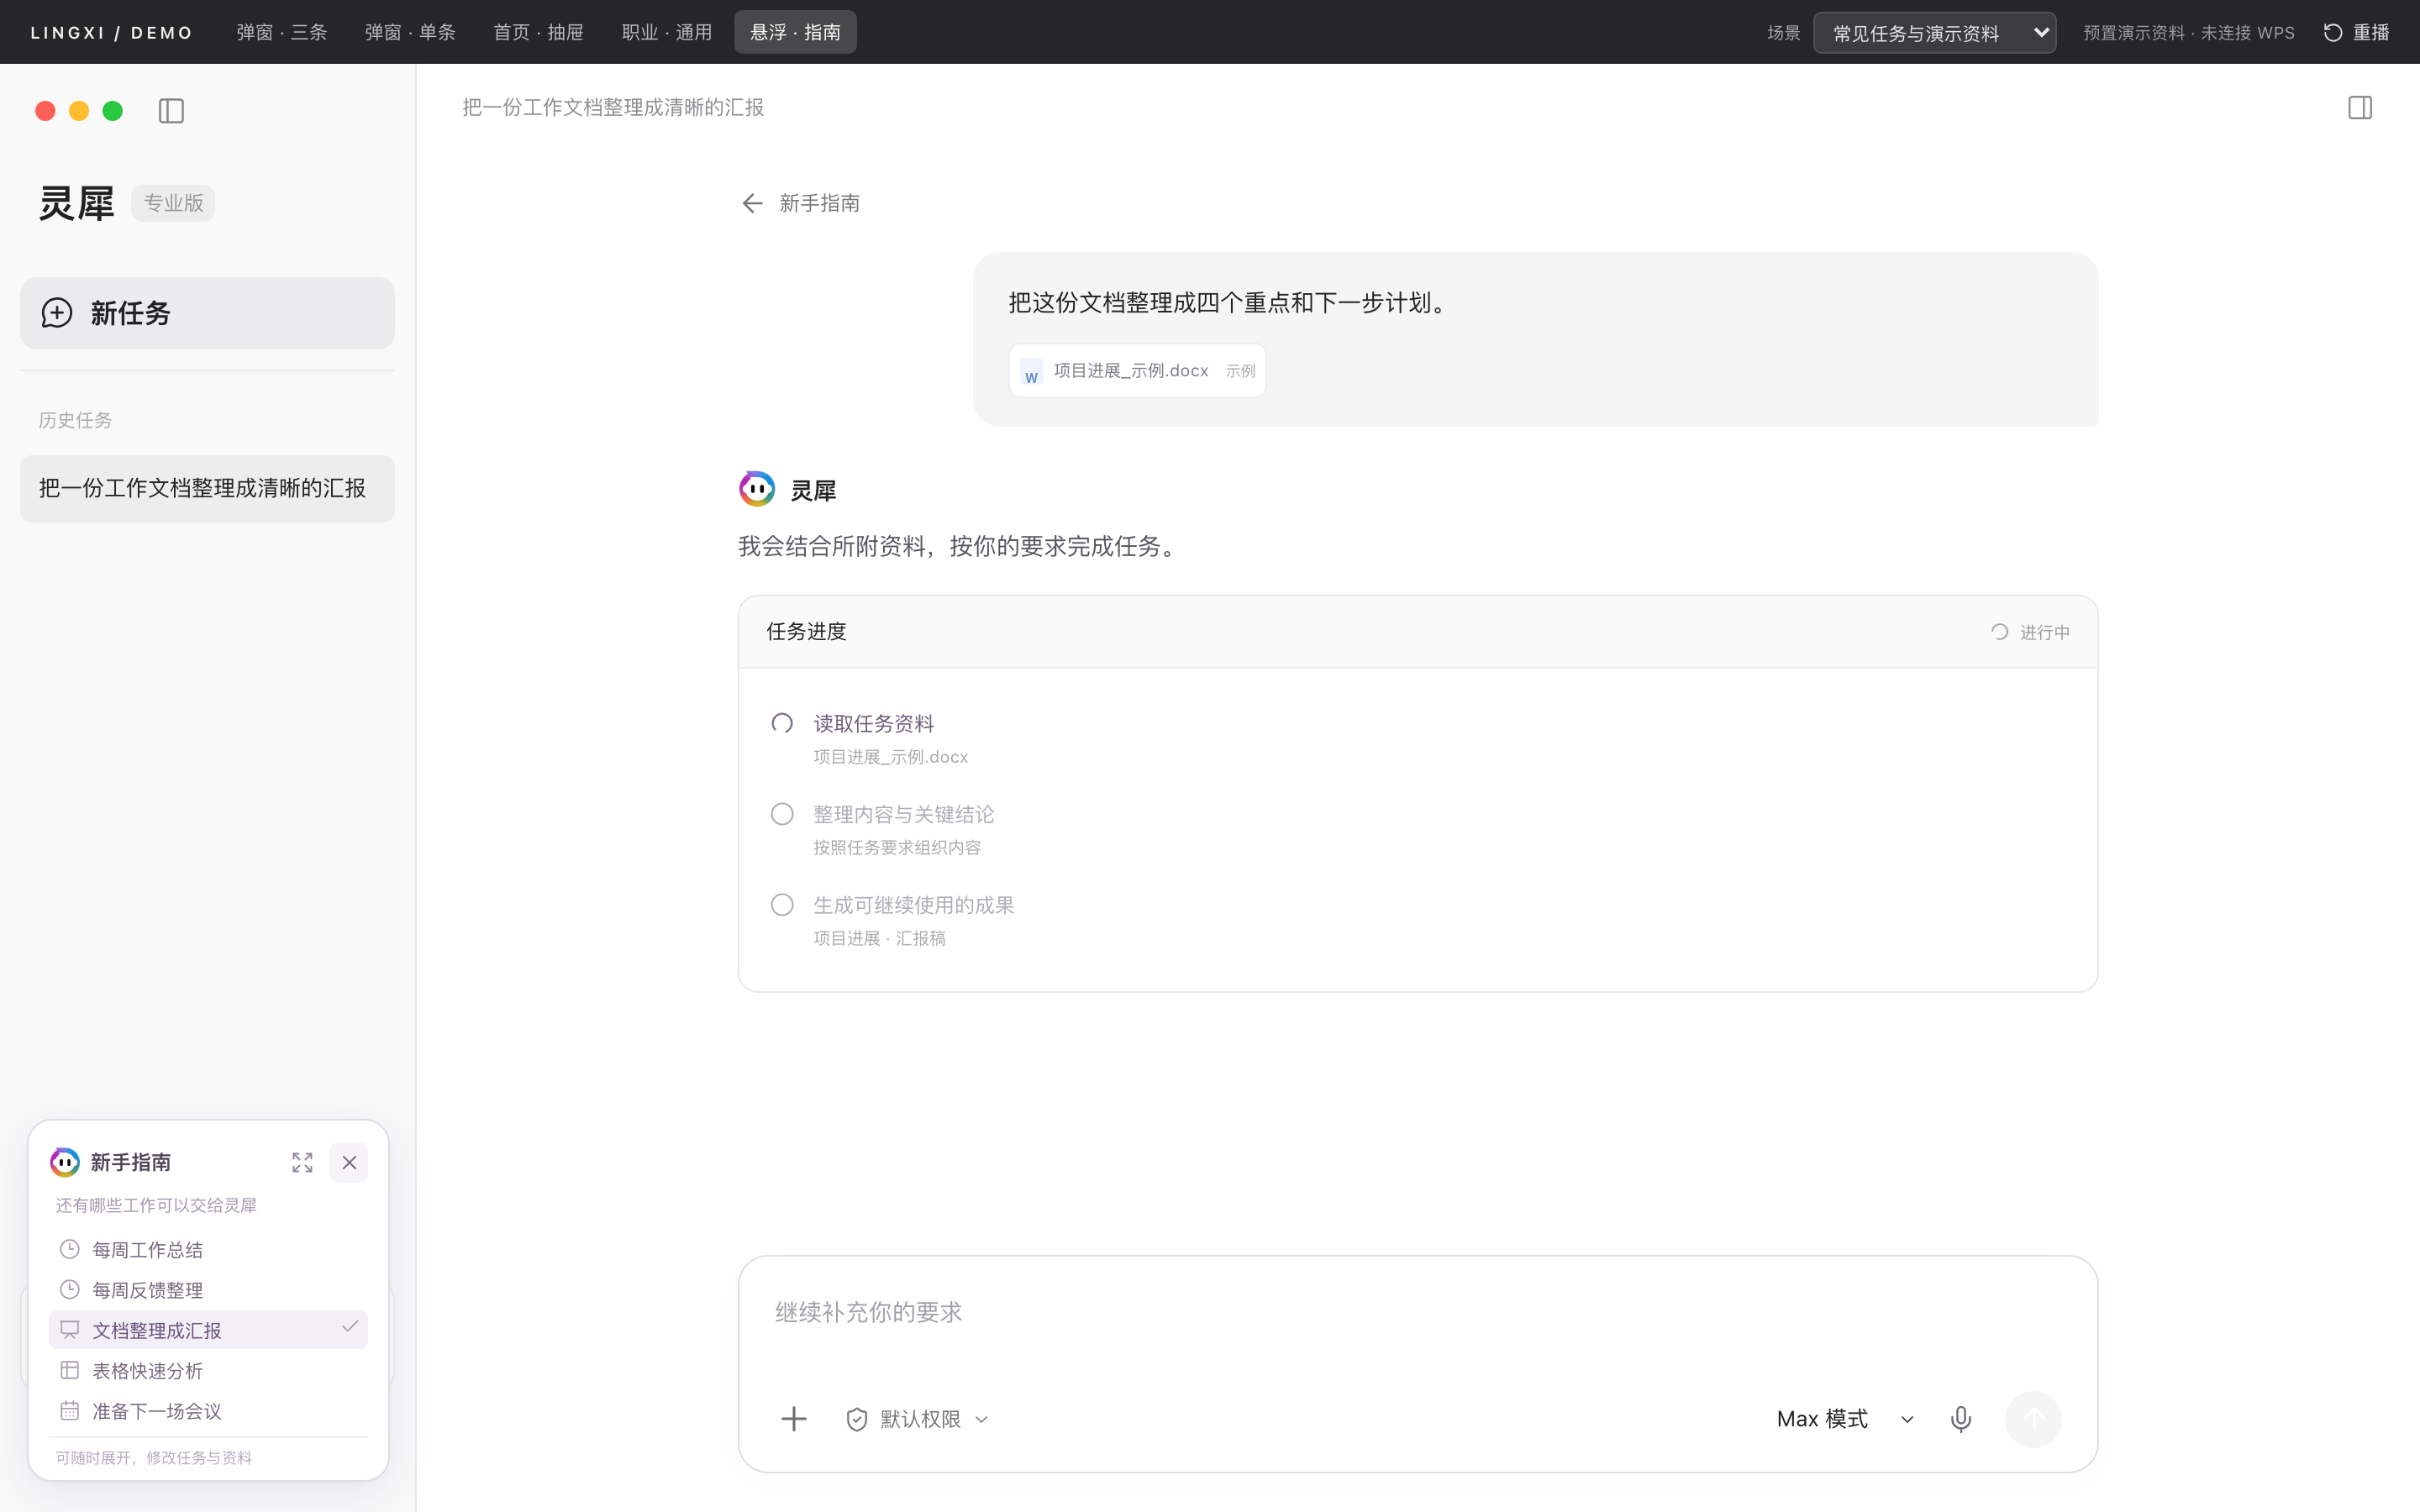 LINGXI / DEMO
弹窗 · 三条
弹窗 · 单条
首页 · 抽屉
职业 · 通用
悬浮 · 指南
场景
常见任务与演示资料
预置演示资料 · 未连接 WPS
重播
把一份工作文档整理成清晰的汇报
灵犀
专业版
新任务
历史任务
把一份工作文档整理成清晰的汇报
新手指南
把这份文档整理成四个重点和下一步计划。
W
项目进展_示例.docx
示例
灵犀
我会结合所附资料，按你的要求完成任务。
任务进度
进行中
读取任务资料
项目进展_示例.docx
整理内容与关键结论
按照任务要求组织内容
生成可继续使用的成果
项目进展 · 汇报稿
新手指南
还有哪些工作可以交给灵犀
每周工作总结
每周反馈整理
文档整理成汇报
表格快速分析
准备下一场会议
可随时展开，修改任务与资料
继续补充你的要求
默认权限
Max 模式